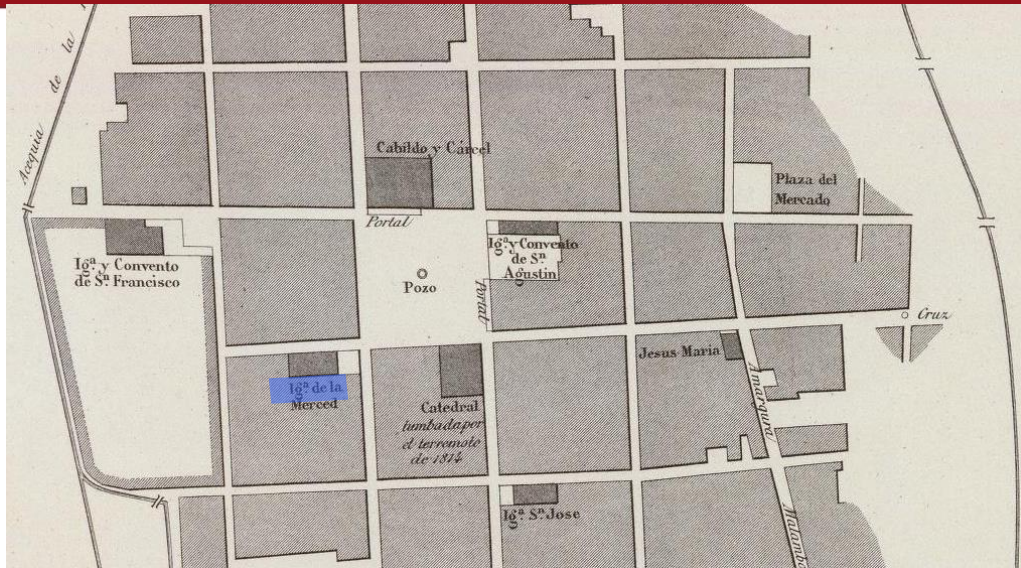 Acequia de la
Cabildo y Cárcel
Portal
Plaza del
Mercado
Igª. y Convento
de Sⁿ. Francisco
Igª. y Convento
de Sⁿ.
Agustin
Pozo
Portal
Cruz
Jesus Maria
Igª. de la
Merced
Catedral
tumbada por
el terremoto
de 1814
Amargura
Igª. Sⁿ. Jose
Malambo